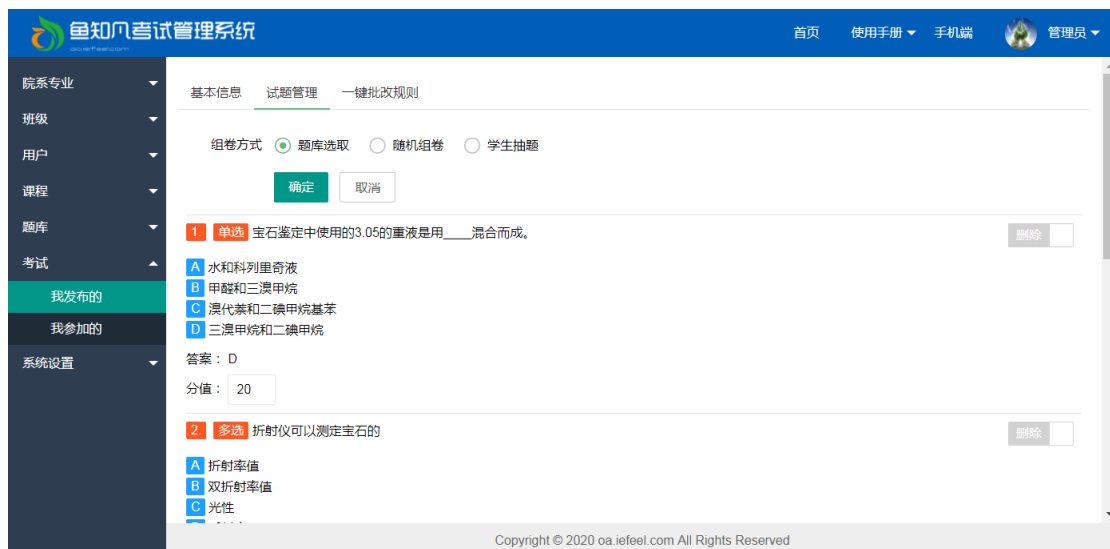 鱼知凡考试管理系统
oa.iefeel.com
首页 使用手册 手机端 管理员
院系专业
班级
用户
课程
题库
考试
我发布的
我参加的
系统设置
基本信息 试题管理 一键批改规则
组卷方式 题库选取 随机组卷 学生抽题
确定 取消
1. 单选 宝石鉴定中使用的3.05的重液是用____混合而成。 删除
A 水和科列里奇液
B 甲醛和三溴甲烷
C 溴代萘和二碘甲烷基苯
D 三溴甲烷和二碘甲烷
答案： D
分值： 20
2. 多选 折射仪可以测定宝石的 删除
A 折射率值
B 双折射率值
C 光性
Copyright © 2020 oa.iefeel.com All Rights Reserved